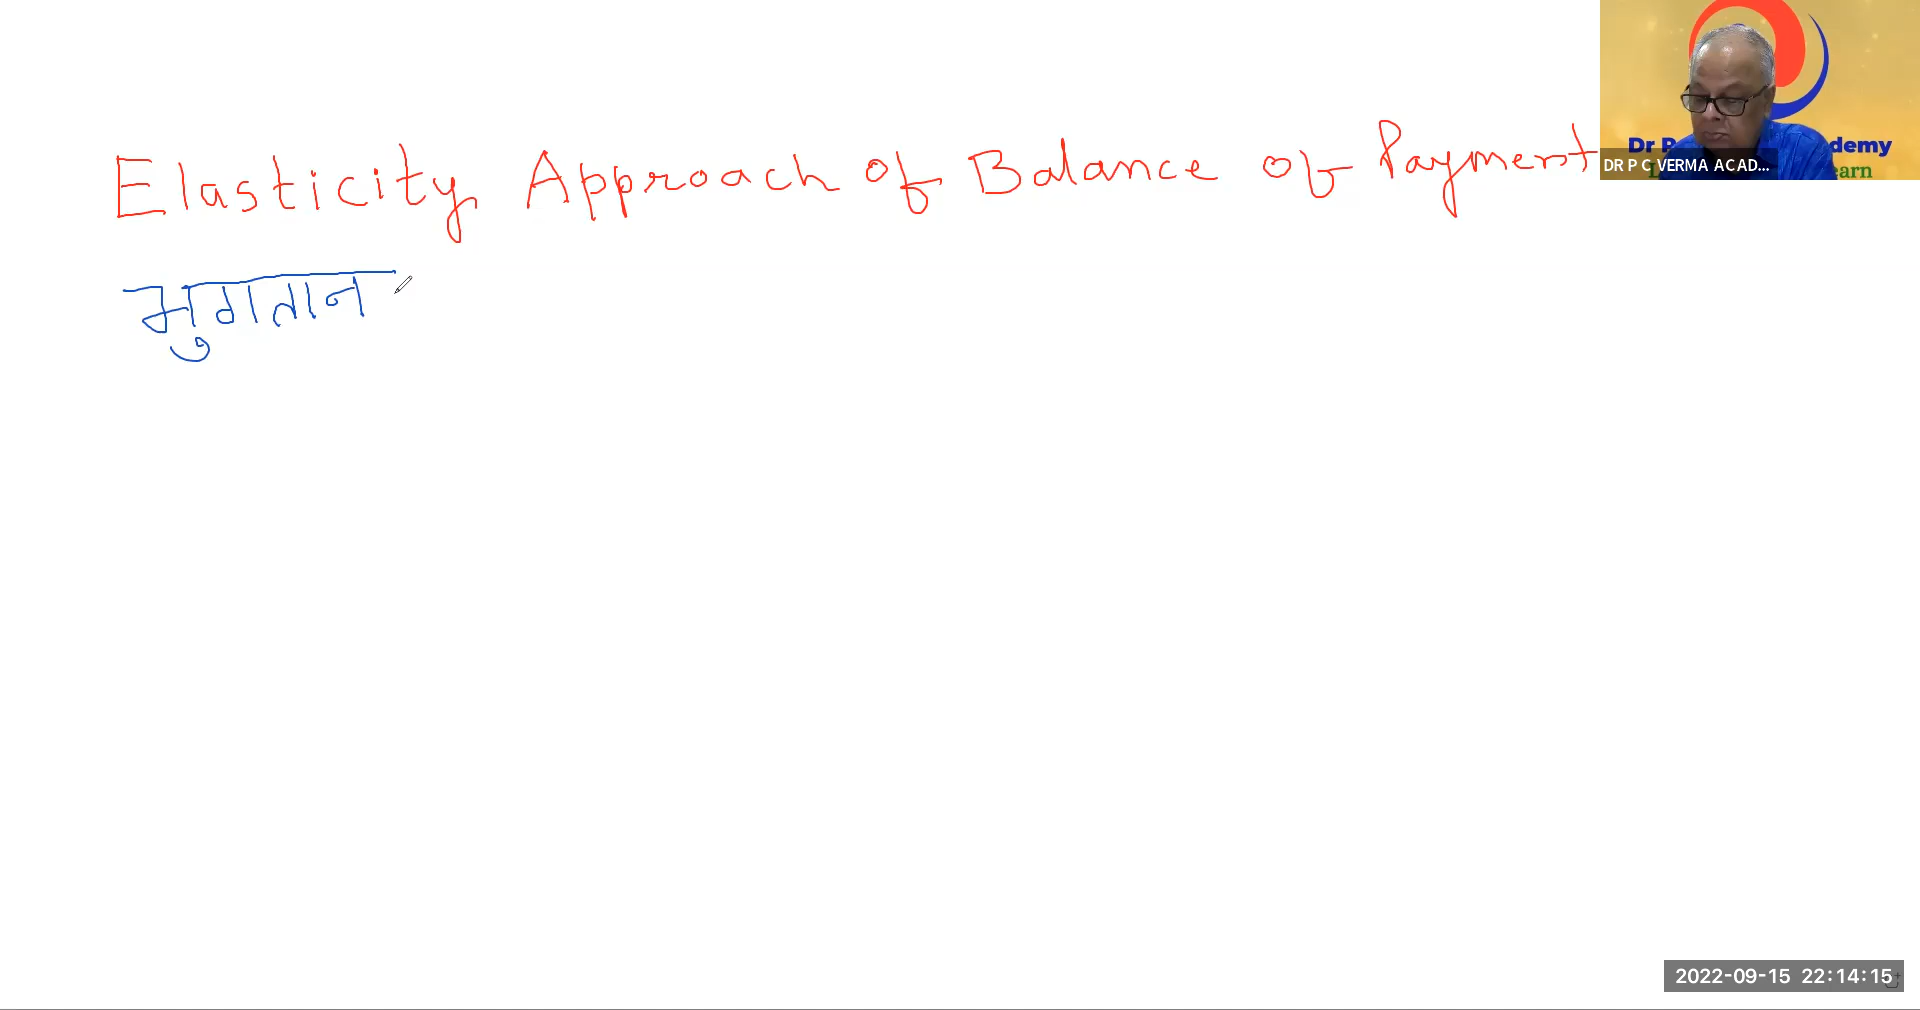 Elasticity Approach of Balance of Payment
भुगतान
DR P C VERMA ACAD...
2022-09-15 22:14:15